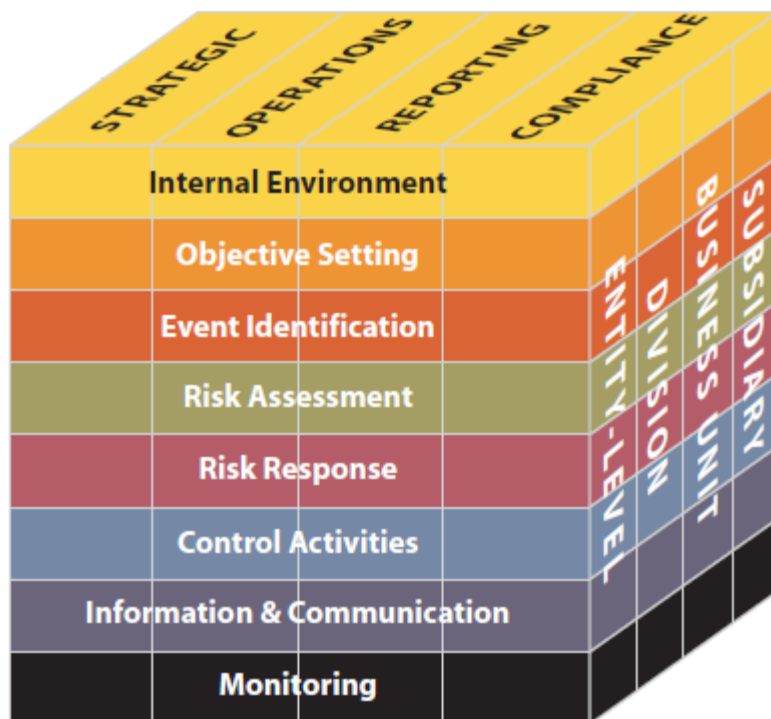 STRATEGIC
OPERATIONS
REPORTING
COMPLIANCE
Internal Environment
Objective Setting
Event Identification
Risk Assessment
Risk Response
Control Activities
Information & Communication
Monitoring
ENTITY-LEVEL
DIVISION
BUSINESS UNIT
SUBSIDIARY